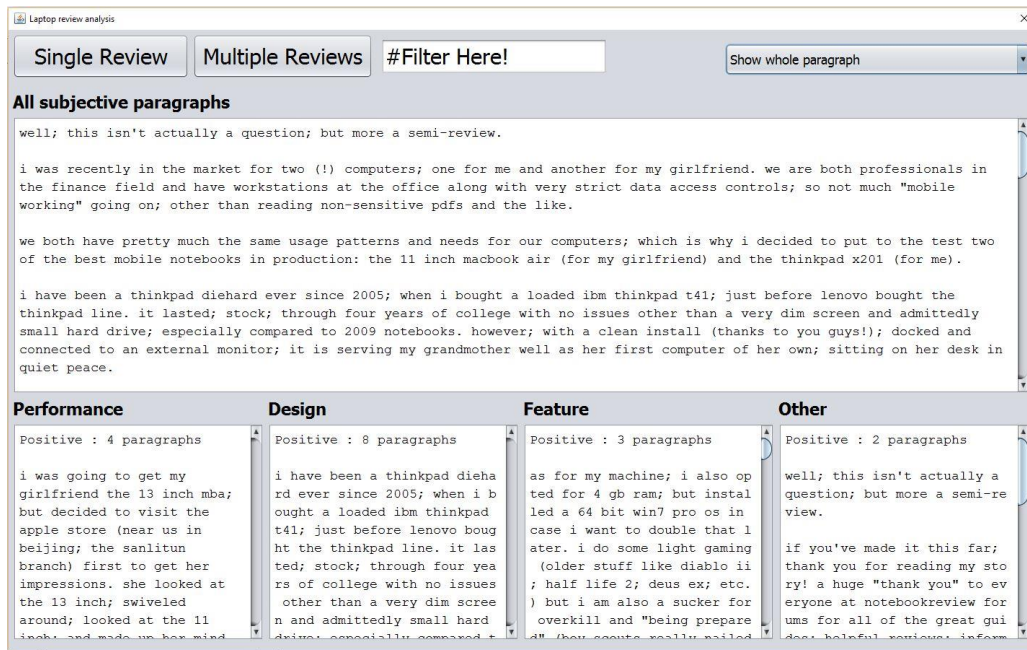 Laptop review analysis
Single Review
Multiple Reviews
#Filter Here!
Show whole paragraph
All subjective paragraphs
well; this isn't actually a question; but more a semi-review.
i was recently in the market for two (!) computers; one for me and another for my girlfriend. we are both professionals in
the finance field and have workstations at the office along with very strict data access controls; so not much "mobile
working" going on; other than reading non-sensitive pdfs and the like.
we both have pretty much the same usage patterns and needs for our computers; which is why i decided to put to the test two
of the best mobile notebooks in production: the 11 inch macbook air (for my girlfriend) and the thinkpad x201 (for me).
i have been a thinkpad diehard ever since 2005; when i bought a loaded ibm thinkpad t41; just before lenovo bought the
thinkpad line. it lasted; stock; through four years of college with no issues other than a very dim screen and admittedly
small hard drive; especially compared to 2009 notebooks. however; with a clean install (thanks to you guys!); docked and
connected to an external monitor; it is serving my grandmother well as her first computer of her own; sitting on her desk in
quiet peace.
Performance
Positive : 4 paragraphs
i was going to get my
girlfriend the 13 inch mba;
but decided to visit the
apple store (near us in
beijing; the sanlitun
branch) first to get her
impressions. she looked at
the 13 inch; swiveled
around; looked at the 11
inch; and made up her mind
Design
Positive : 8 paragraphs
i have been a thinkpad dieha
rd ever since 2005; when i b
ought a loaded ibm thinkpad
t41; just before lenovo boug
ht the thinkpad line. it las
ted; stock; through four yea
rs of college with no issues
other than a very dim scree
n and admittedly small hard
drive; especially compared t
Feature
Positive : 3 paragraphs
as for my machine; i also op
ted for 4 gb ram; but instal
led a 64 bit win7 pro os in
case i want to double that l
ater. i do some light gaming
(older stuff like diablo ii
; half life 2; deus ex; etc.
) but i am also a sucker for
overkill and "being prepare
d" (boy scouts really nailed
Other
Positive : 2 paragraphs
well; this isn't actually a
question; but more a semi-re
view.
if you've made it this far;
thank you for reading my sto
ry! a huge "thank you" to ev
eryone at notebookreview for
ums for all of the great gui
des; helpful reviews; inform